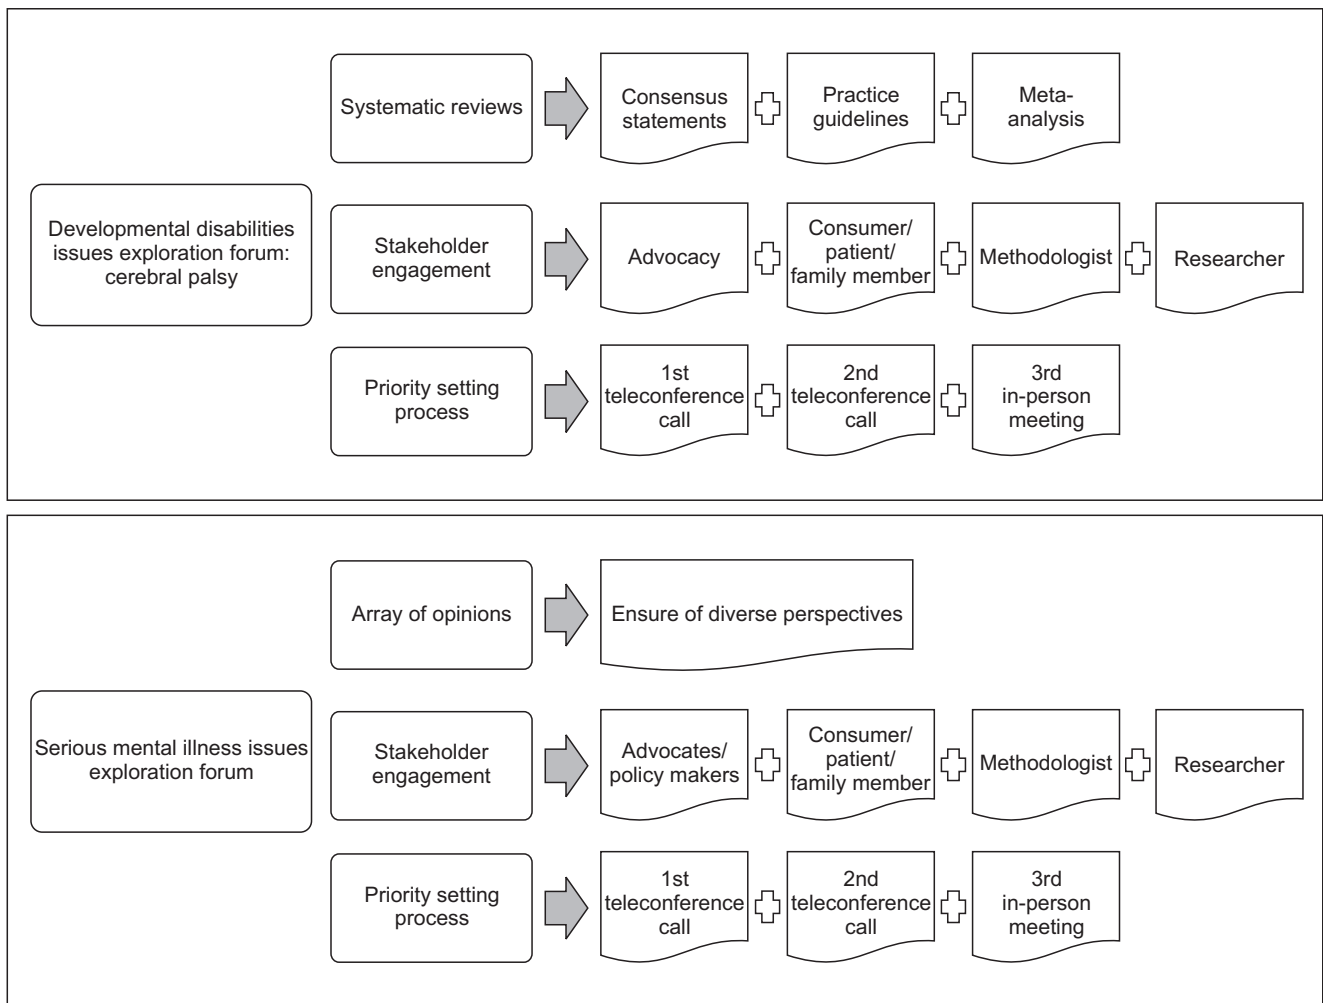 Systematic reviews
Consensus
statements
Practice
guidelines
Meta-
analysis
Developmental disabilities
issues exploration forum:
cerebral palsy
Stakeholder
engagement
Advocacy
Consumer/
patient/
family member
Methodologist
Researcher
Priority setting
process
1st
teleconference
call
2nd
teleconference
call
3rd
in-person
meeting
Array of opinions
Ensure of diverse perspectives
Serious mental illness issues
exploration forum
Stakeholder
engagement
Advocates/
policy makers
Consumer/
patient/
family member
Methodologist
Researcher
Priority setting
process
1st
teleconference
call
2nd
teleconference
call
3rd
in-person
meeting